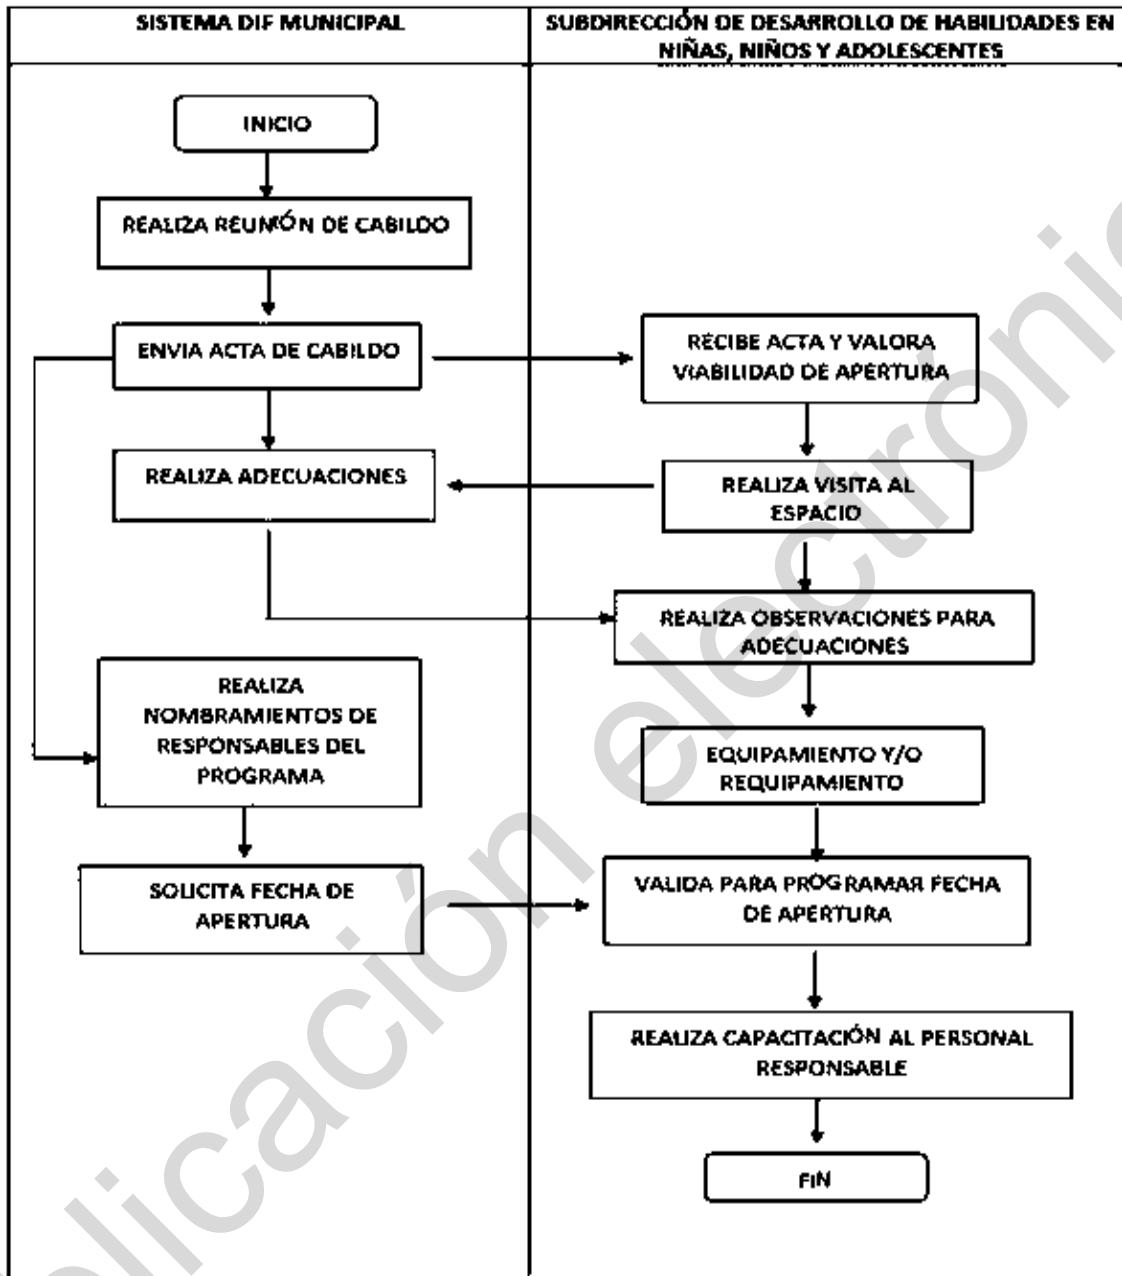 SISTEMA DIF MUNICIPAL
SUBDIRECCIÓN DE DESARROLLO DE HABILIDADES EN
NIÑAS, NIÑOS Y ADOLESCENTES
INICIO
REALIZA REUNIÓN DE CABILDO
ENVIA ACTA DE CABILDO
RECIBE ACTA Y VALORA
VIABILIDAD DE APERTURA
REALIZA ADECUACIONES
REALIZA VISITA AL
ESPACIO
REALIZA OBSERVACIONES PARA
ADECUACIONES
REALIZA
NOMBRAMIENTOS DE
RESPONSABLES DEL
PROGRAMA
EQUIPAMIENTO Y/O
REQUIPAMIENTO
SOLICITA FECHA DE
APERTURA
VALIDA PARA PROGRAMAR FECHA
DE APERTURA
REALIZA CAPACITACIÓN AL PERSONAL
RESPONSABLE
FIN
licación electrónic